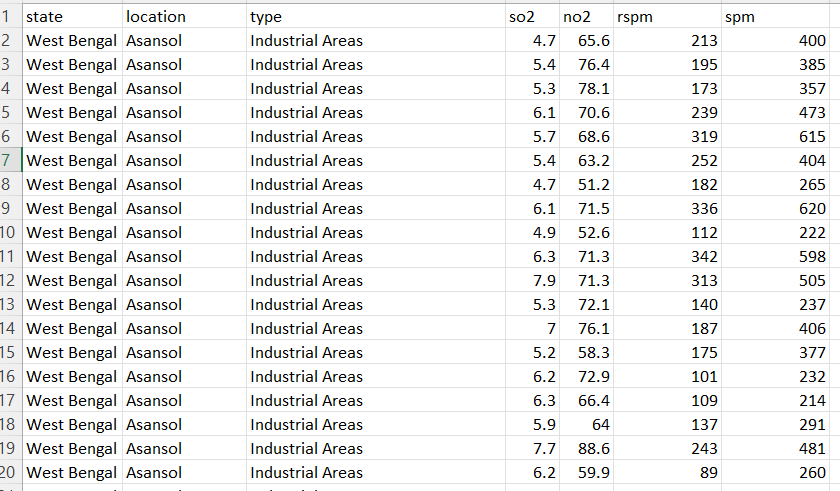 1 state location type so2 no2 rspm spm
2 West Bengal Asansol Industrial Areas 4.7 65.6 213 400
3 West Bengal Asansol Industrial Areas 5.4 76.4 195 385
4 West Bengal Asansol Industrial Areas 5.3 78.1 173 357
5 West Bengal Asansol Industrial Areas 6.1 70.6 239 473
6 West Bengal Asansol Industrial Areas 5.7 68.6 319 615
7 West Bengal Asansol Industrial Areas 5.4 63.2 252 404
8 West Bengal Asansol Industrial Areas 4.7 51.2 182 265
9 West Bengal Asansol Industrial Areas 6.1 71.5 336 620
10 West Bengal Asansol Industrial Areas 4.9 52.6 112 222
11 West Bengal Asansol Industrial Areas 6.3 71.3 342 598
12 West Bengal Asansol Industrial Areas 7.9 71.3 313 505
13 West Bengal Asansol Industrial Areas 5.3 72.1 140 237
14 West Bengal Asansol Industrial Areas 7 76.1 187 406
15 West Bengal Asansol Industrial Areas 5.2 58.3 175 377
16 West Bengal Asansol Industrial Areas 6.2 72.9 101 232
17 West Bengal Asansol Industrial Areas 6.3 66.4 109 214
18 West Bengal Asansol Industrial Areas 5.9 64 137 291
19 West Bengal Asansol Industrial Areas 7.7 88.6 243 481
20 West Bengal Asansol Industrial Areas 6.2 59.9 89 260